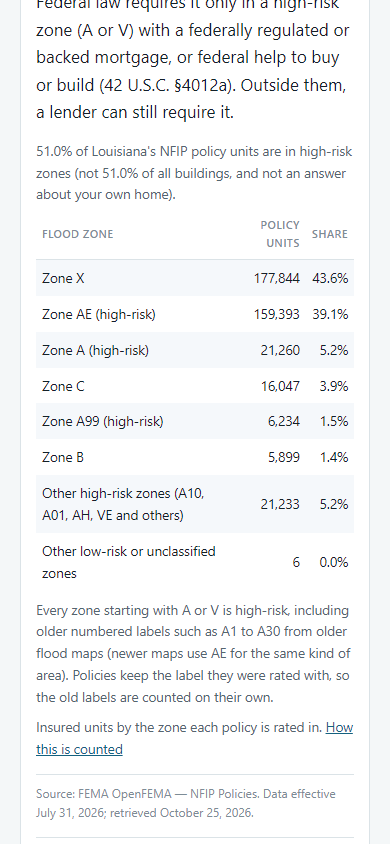 Federal law requires it only in a high-risk
zone (A or V) with a federally regulated or
backed mortgage, or federal help to buy
or build (42 U.S.C. §4012a). Outside them,
a lender can still require it.
51.0% of Louisiana's NFIP policy units are in high-risk
zones (not 51.0% of all buildings, and not an answer
about your own home).
FLOOD ZONE POLICY UNITS SHARE
Zone X 177,844 43.6%
Zone AE (high-risk) 159,393 39.1%
Zone A (high-risk) 21,260 5.2%
Zone C 16,047 3.9%
Zone A99 (high-risk) 6,234 1.5%
Zone B 5,899 1.4%
Other high-risk zones (A10,
A01, AH, VE and others) 21,233 5.2%
Other low-risk or unclassified
zones 6 0.0%
Every zone starting with A or V is high-risk, including
older numbered labels such as A1 to A30 from older
flood maps (newer maps use AE for the same kind of
area). Policies keep the label they were rated with, so
the old labels are counted on their own.
Insured units by the zone each policy is rated in. How
this is counted
Source: FEMA OpenFEMA — NFIP Policies. Data effective
July 31, 2026; retrieved October 25, 2026.